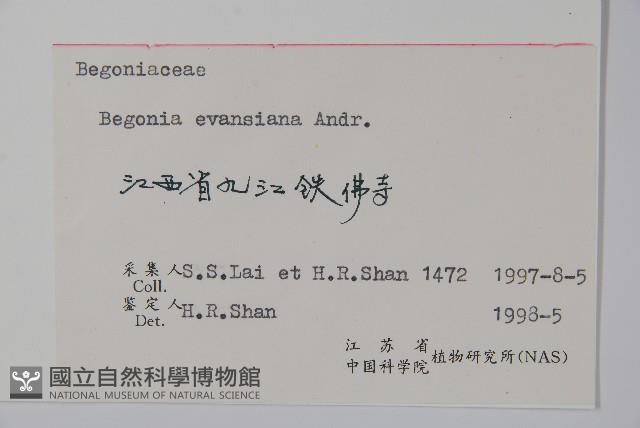 Begoniaceae
Begonia evansiana Andr.
江西省九江铁佛寺
采集人 S.S.Lai et H.R.Shan 1472 1997-8-5
Coll.
鉴定人 H.R.Shan 1998-5
Det.
江苏省
中国科学院 植物研究所(NAS)
國立自然科學博物館
NATIONAL MUSEUM OF NATURAL SCIENCE